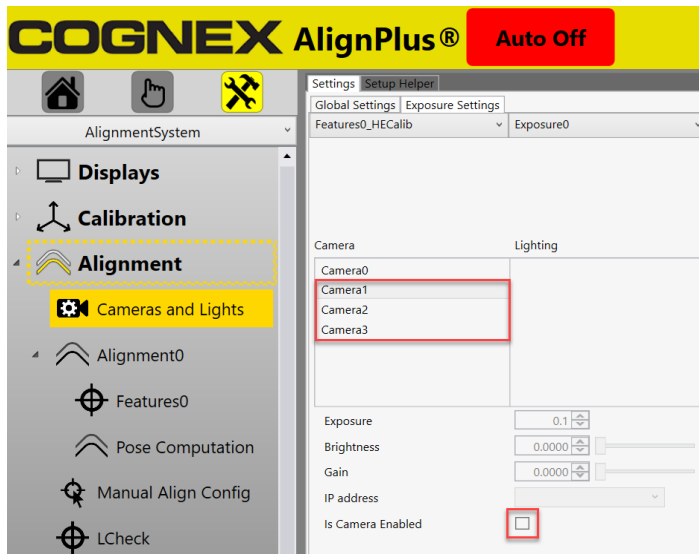 COGNEX AlignPlus® Auto Off
Settings Setup Helper
Global Settings Exposure Settings
AlignmentSystem
Features0_HECalib Exposure0
Displays
Calibration
Alignment
Cameras and Lights
Alignment0
Features0
Pose Computation
Manual Align Config
LCheck
Camera Lighting
Camera0
Camera1
Camera2
Camera3
Exposure 0.1
Brightness 0.0000
Gain 0.0000
IP address
Is Camera Enabled